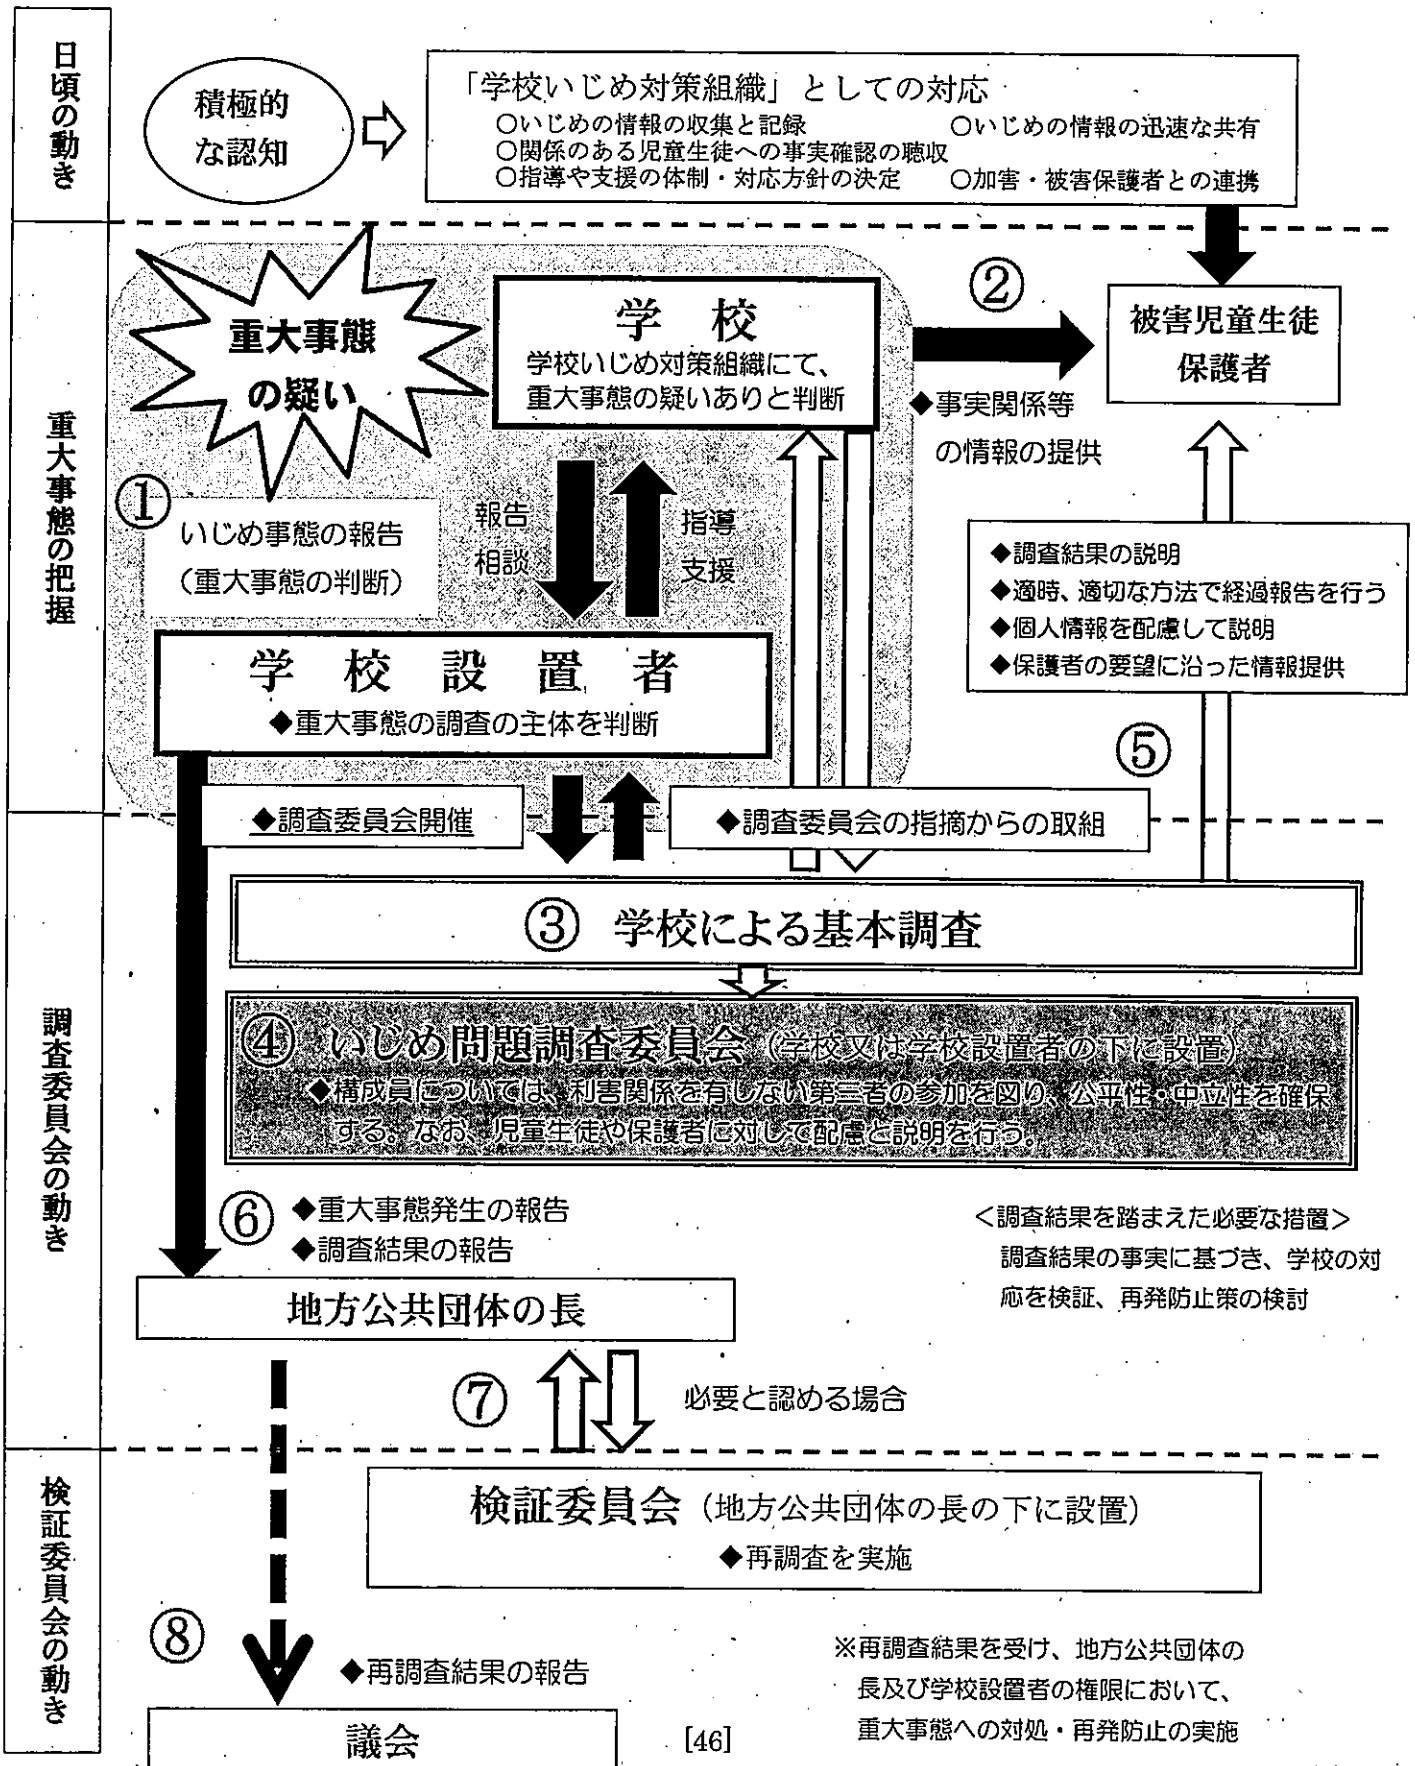 日頃の動き
積極的
な認知
「学校いじめ対策組織」としての対応
〇いじめの情報の収集と記録 〇いじめの情報の迅速な共有
〇関係のある児童生徒への事実確認の聴収
〇指導や支援の体制・対応方針の決定 〇加害・被害保護者との連携
重大事態の把握
重大事態
の疑い
学校
学校いじめ対策組織にて、
重大事態の疑いありと判断
②
被害児童生徒
保護者
◆事実関係等
の情報の提供
①
いじめ事態の報告
（重大事態の判断）
報告
相談
指導
支援
◆調査結果の説明
◆適時、適切な方法で経過報告を行う
◆個人情報を配慮して説明
◆保護者の要望に沿った情報提供
学校設置者
◆重大事態の調査の主体を判断
⑤
◆調査委員会開催
◆調査委員会の指摘からの取組
調査委員会の動き
③ 学校による基本調査
④ いじめ問題調査委員会（学校又は学校設置者の下に設置）
◆構成員については、利害関係を有しない第三者の参加を図り、公平性・中立性を確保
する。なお、児童生徒や保護者に対して配慮と説明を行う。
⑥
◆重大事態発生の報告
◆調査結果の報告
＜調査結果を踏まえた必要な措置＞
調査結果の事実に基づき、学校の対
応を検証、再発防止策の検討
地方公共団体の長
⑦
必要と認める場合
検証委員会の動き
検証委員会（地方公共団体の長の下に設置）
◆再調査を実施
⑧
◆再調査結果の報告
※再調査結果を受け、地方公共団体の
長及び学校設置者の権限において、
重大事態への対処・再発防止の実施
議会
[46]